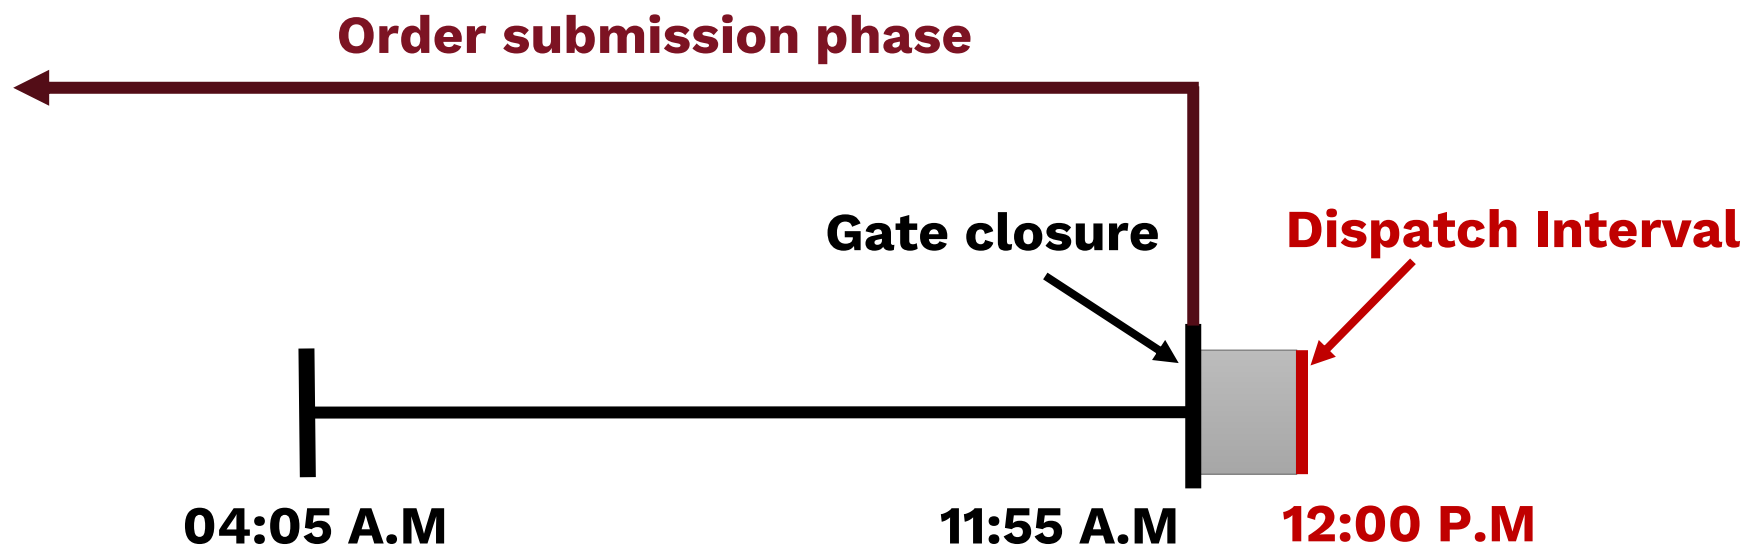 Order submission phase
Gate closure
Dispatch Interval
04:05 A.M
11:55 A.M
12:00 P.M